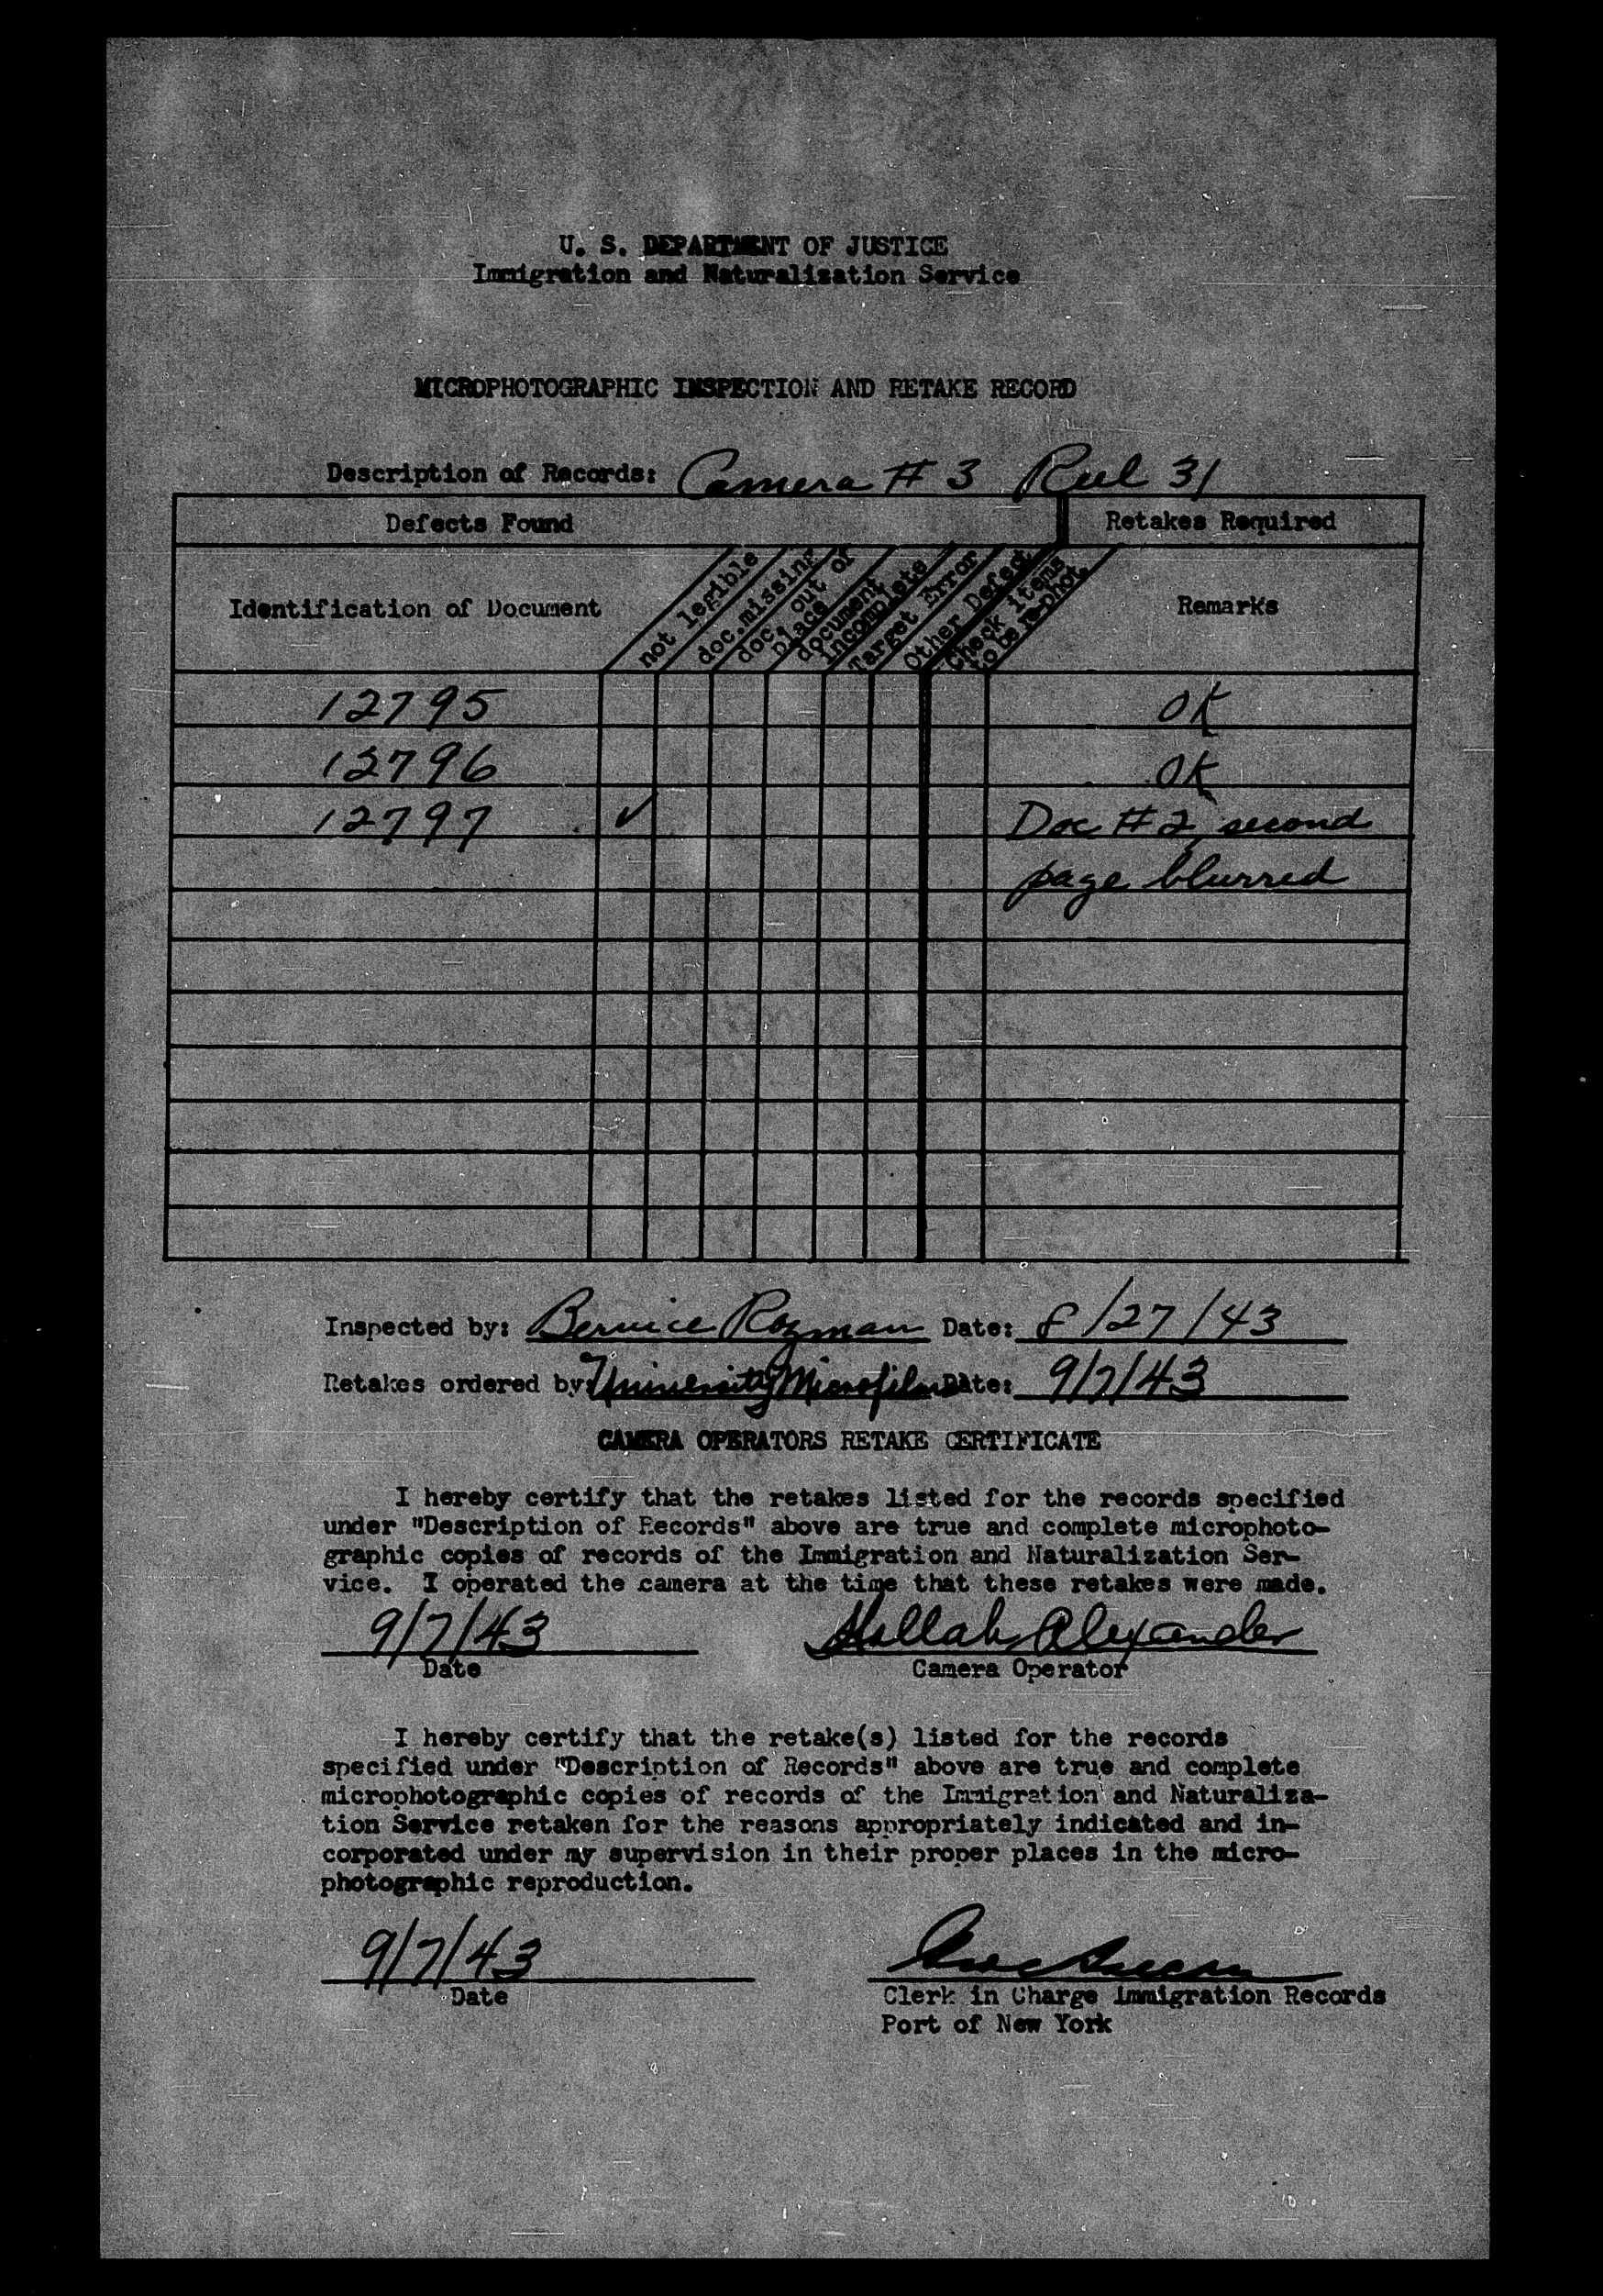 U. S. DEPARTMENT OF JUSTICE
Immigration and Naturalization Service
MICROPHOTOGRAPHIC INSPECTION AND RETAKE RECORD
Description of Records: Camera # 3 Reel 31
Defects Found Retakes Required
Identification of Document
not legible
doc. missing
doc. out of
place
document
incomplete
Target Error
Other Defect
Check items
to be re-phot.
Remarks
12795 OK
12796 OK
12797 ✓ Doc # 2, second
page blurred
Inspected by: Bernice Rozman Date: 8/27/43
Retakes ordered by: University Microfilms Date: 9/7/43
CAMERA OPERATORS RETAKE CERTIFICATE
I hereby certify that the retakes listed for the records specified
under "Description of Records" above are true and complete microphoto-
graphic copies of records of the Immigration and Naturalization Ser-
vice. I operated the camera at the time that these retakes were made.
9/7/43 Alexander
Date Camera Operator
I hereby certify that the retake(s) listed for the records
specified under "Description of Records" above are true and complete
microphotographic copies of records of the Immigration and Naturaliza-
tion Service retaken for the reasons appropriately indicated and in-
corporated under my supervision in their proper places in the micro-
photographic reproduction.
9/7/43
Date Clerk in Charge Immigration Records
Port of New York